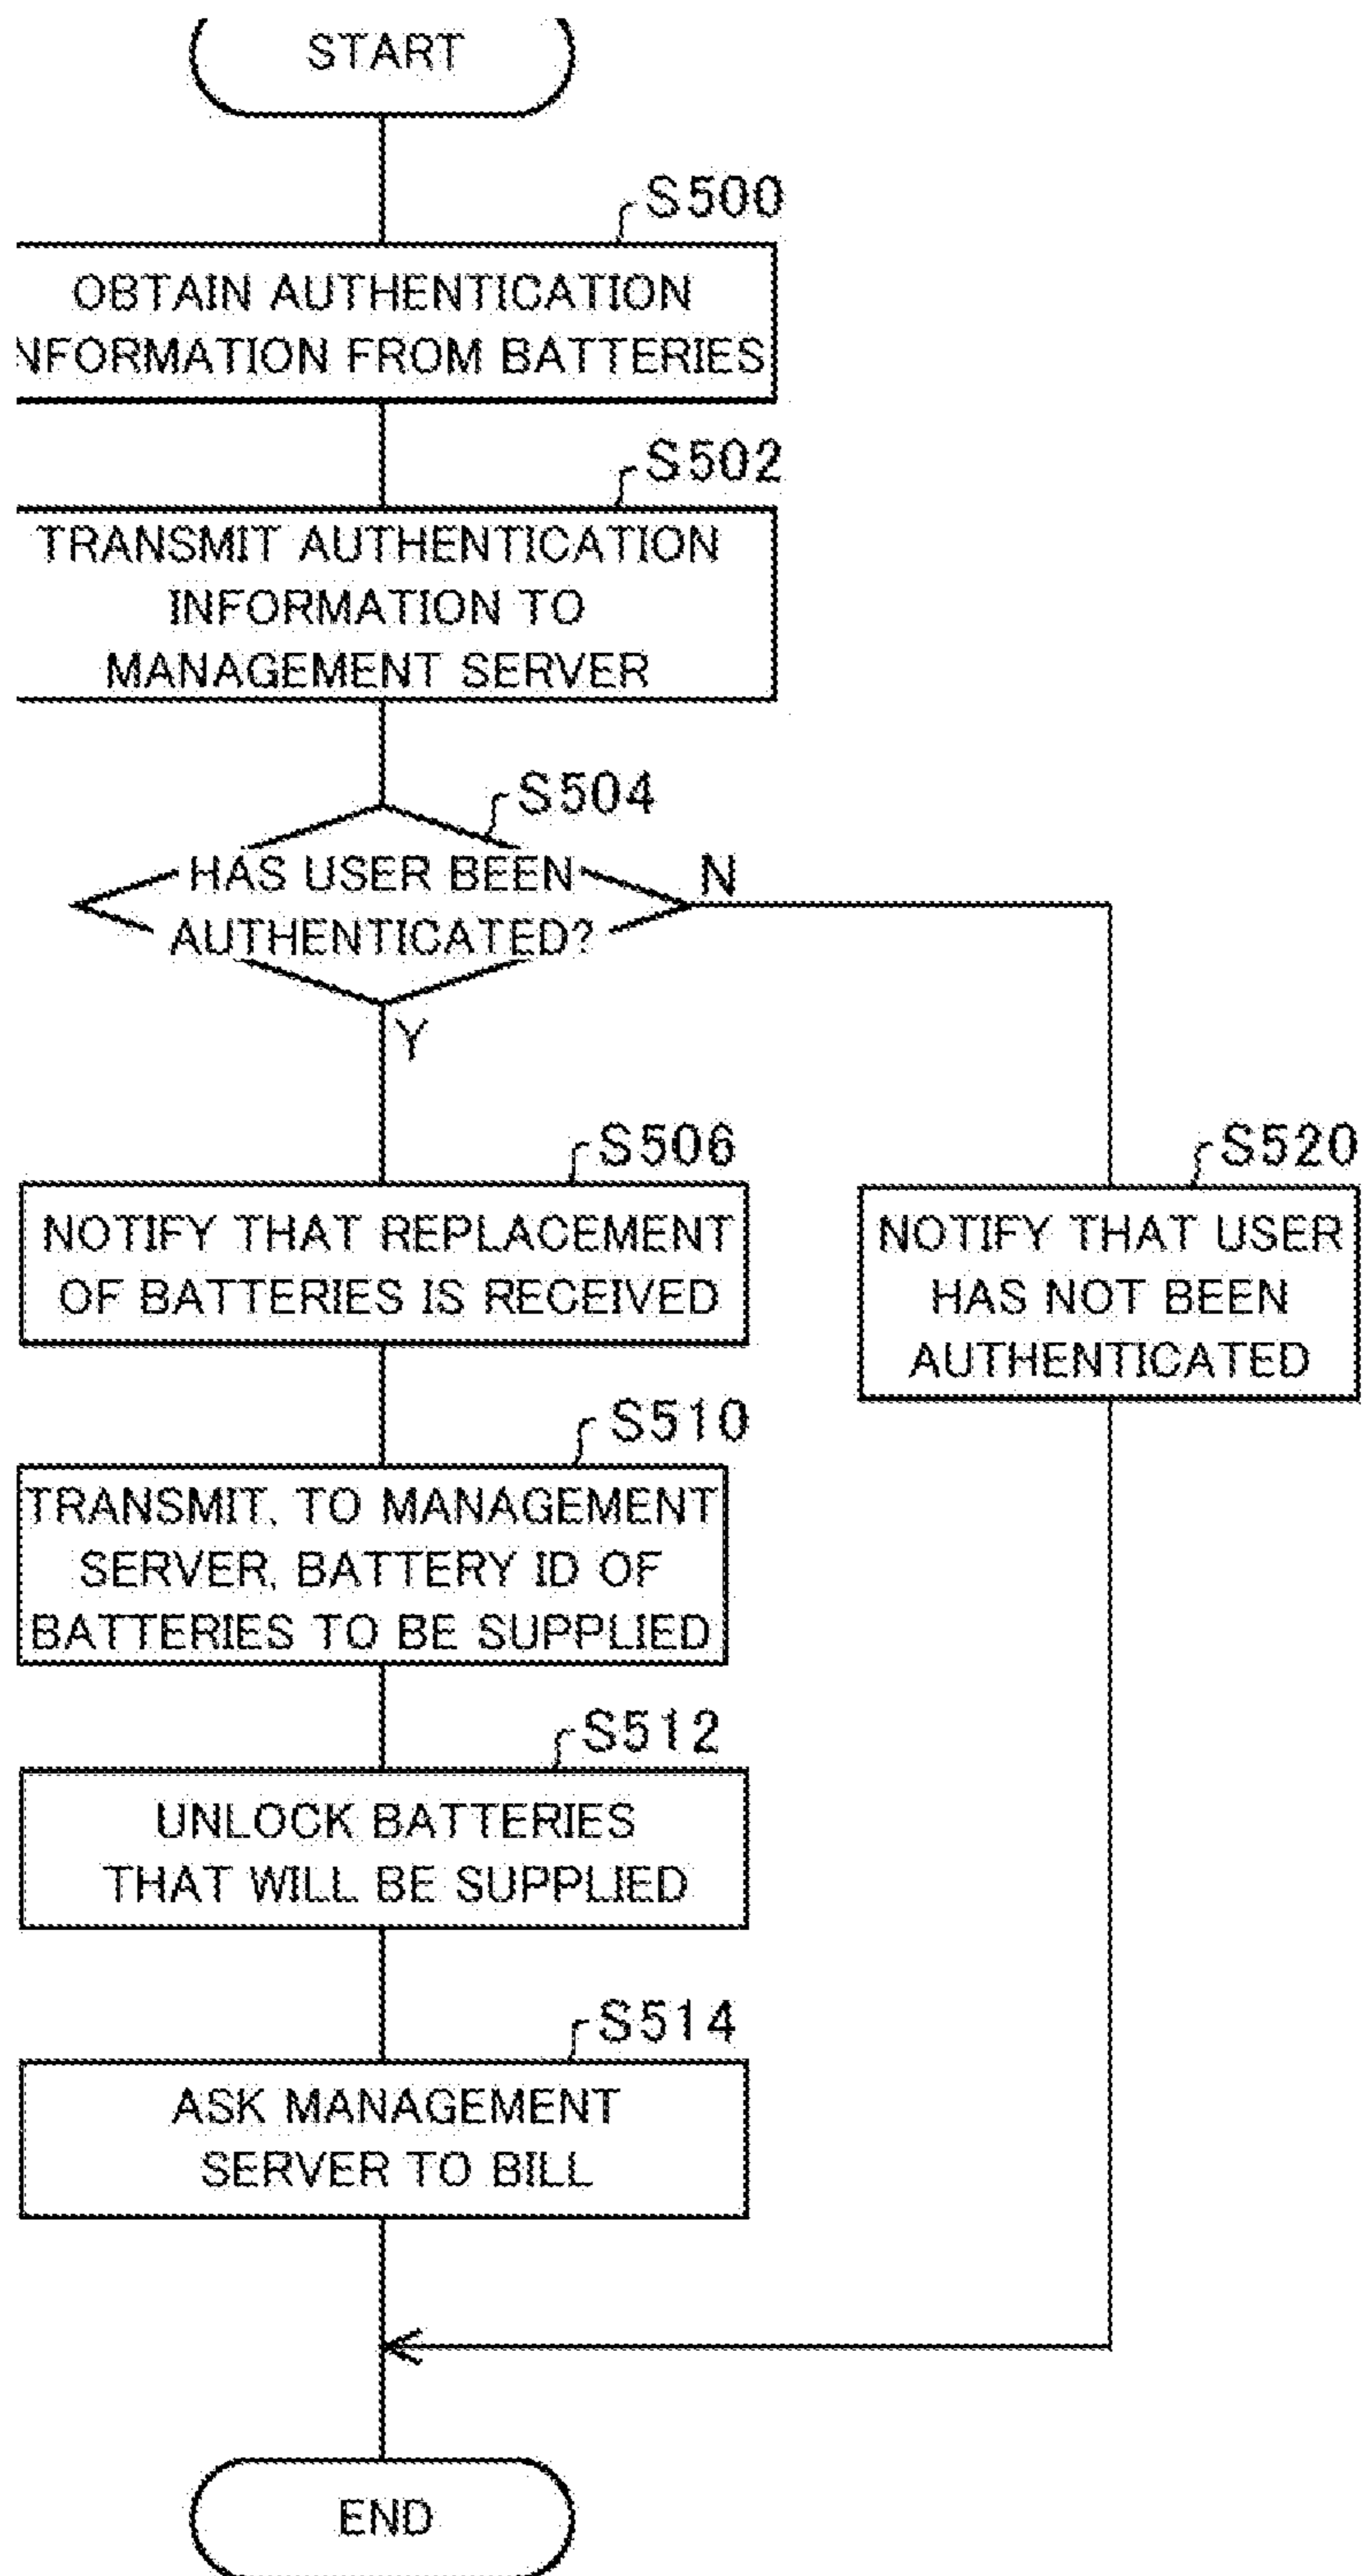 START
S500
OBTAIN AUTHENTICATION
NFORMATION FROM BATTERIES
S502
TRANSMIT AUTHENTICATION
INFORMATION TO
MANAGEMENT SERVER
S504
HAS USER BEEN
AUTHENTICATED?
N
Y
S506
NOTIFY THAT REPLACEMENT
OF BATTERIES IS RECEIVED
S520
NOTIFY THAT USER
HAS NOT BEEN
AUTHENTICATED
S510
TRANSMIT, TO MANAGEMENT
SERVER, BATTERY ID OF
BATTERIES TO BE SUPPLIED
S512
UNLOCK BATTERIES
THAT WILL BE SUPPLIED
S514
ASK MANAGEMENT
SERVER TO BILL
END